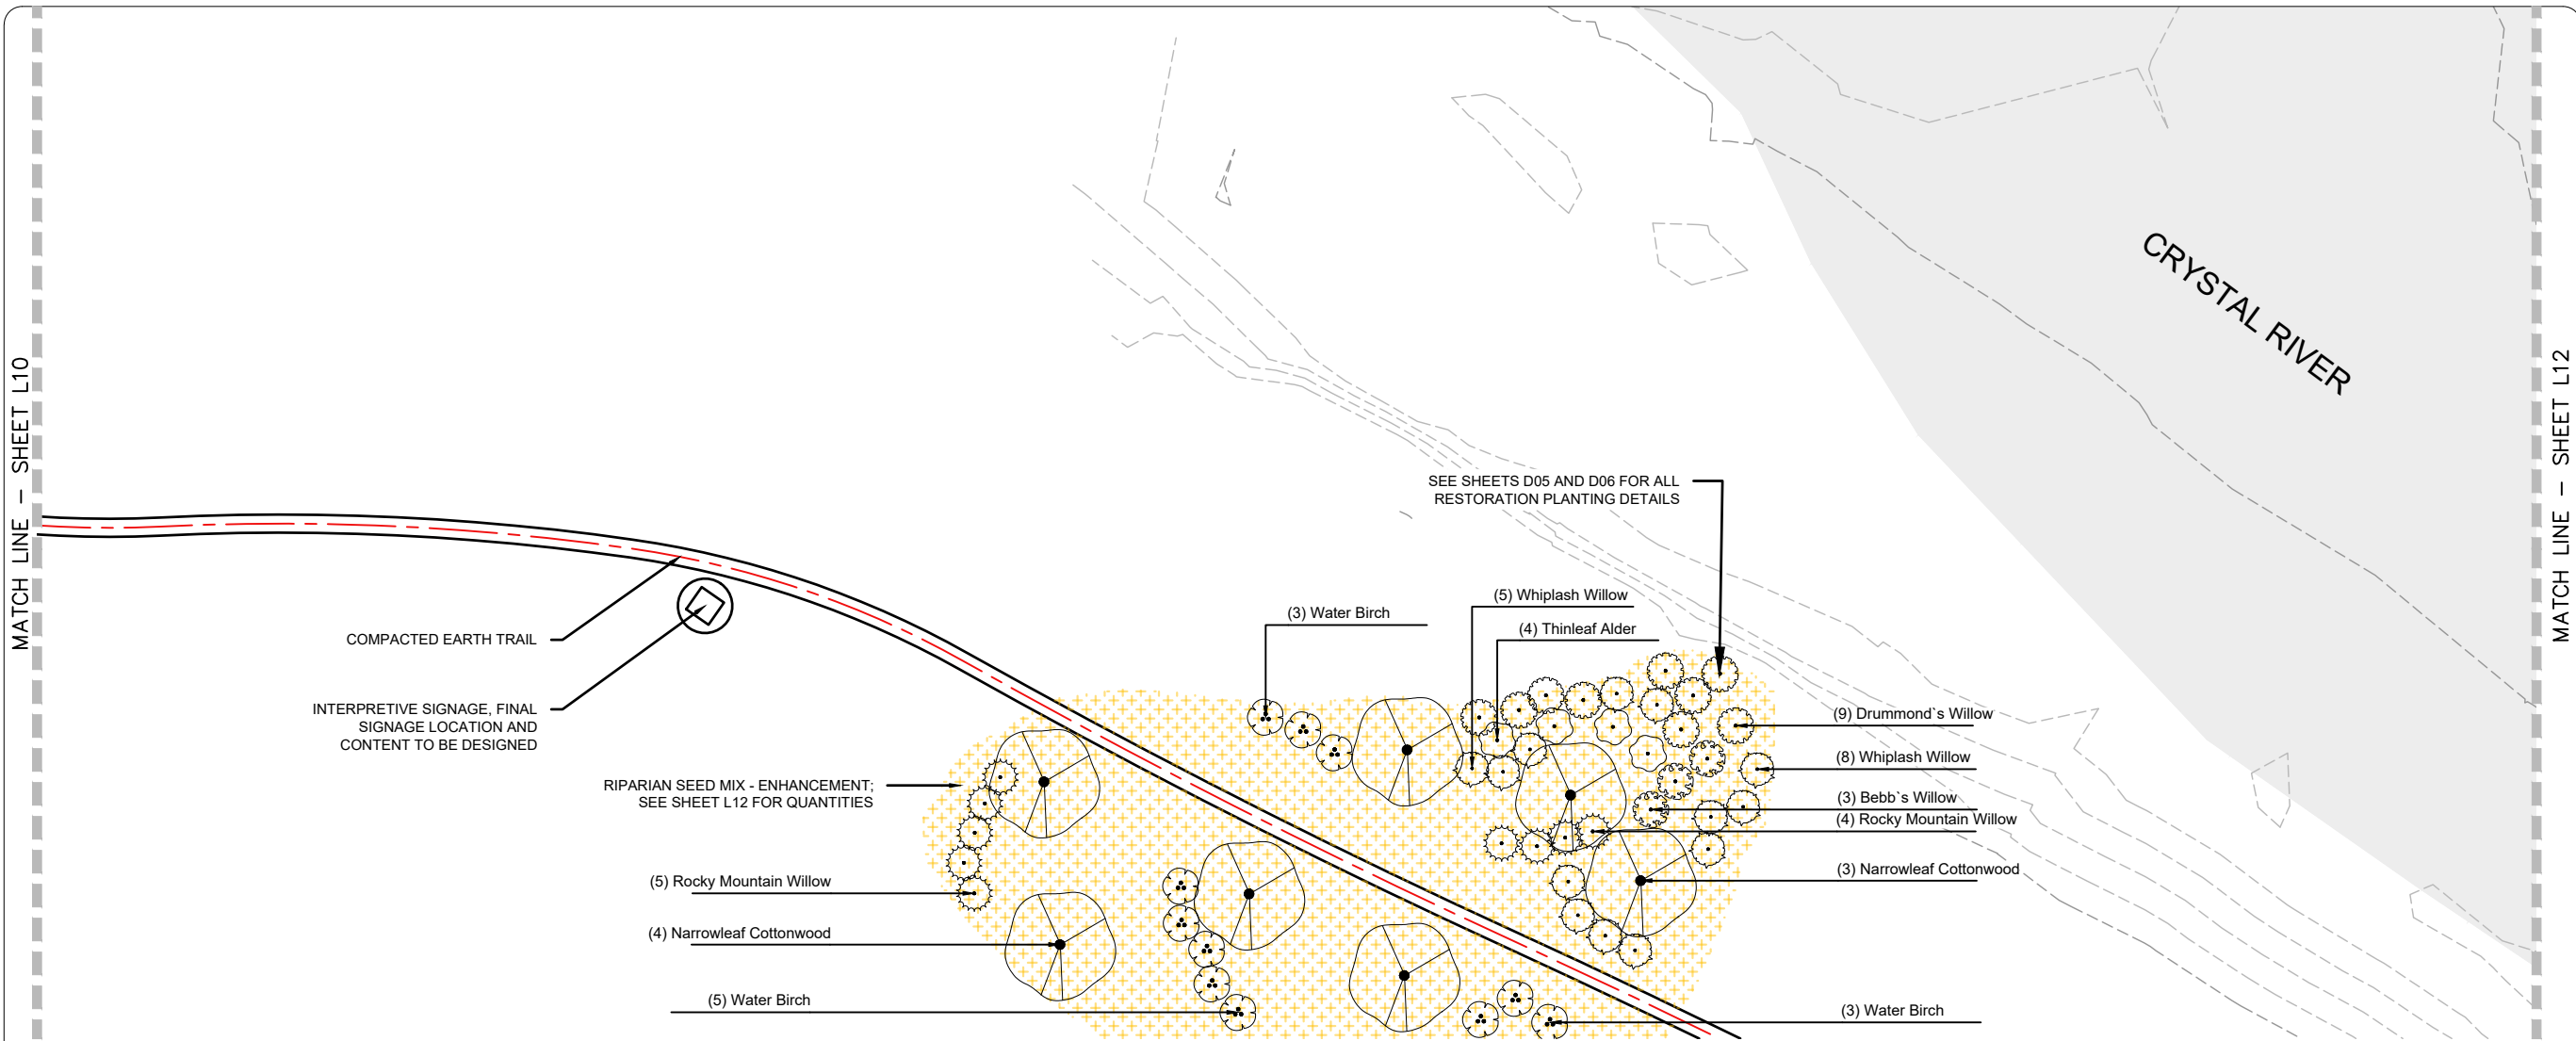 MATCH LINE – SHEET L10
CRYSTAL RIVER
MATCH LINE – SHEET L12
SEE SHEETS D05 AND D06 FOR ALL
RESTORATION PLANTING DETAILS
COMPACTED EARTH TRAIL
INTERPRETIVE SIGNAGE, FINAL
SIGNAGE LOCATION AND
CONTENT TO BE DESIGNED
(3) Water Birch
(5) Whiplash Willow
(4) Thinleaf Alder
RIPARIAN SEED MIX - ENHANCEMENT;
SEE SHEET L12 FOR QUANTITIES
(9) Drummond`s Willow
(8) Whiplash Willow
(3) Bebb`s Willow
(4) Rocky Mountain Willow
(3) Narrowleaf Cottonwood
(5) Rocky Mountain Willow
(4) Narrowleaf Cottonwood
(5) Water Birch
(3) Water Birch